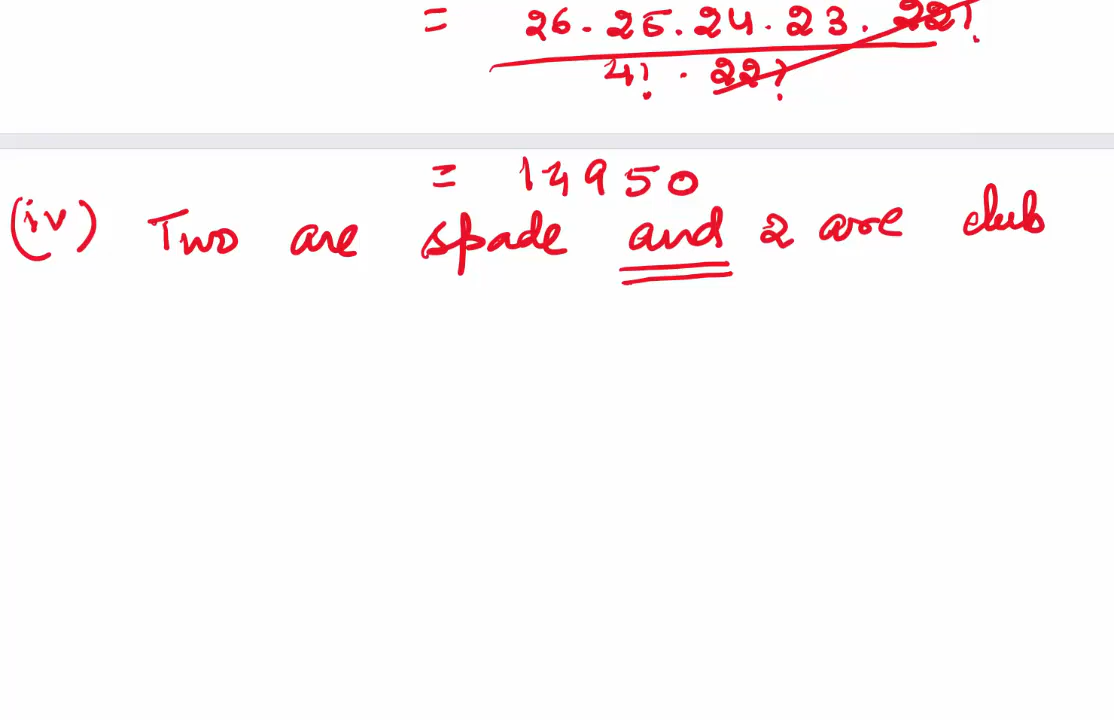 = 26 . 25 . 24 . 23 . 22!
4! . 22!
= 14950
(iv) Two are spade and 2 are club